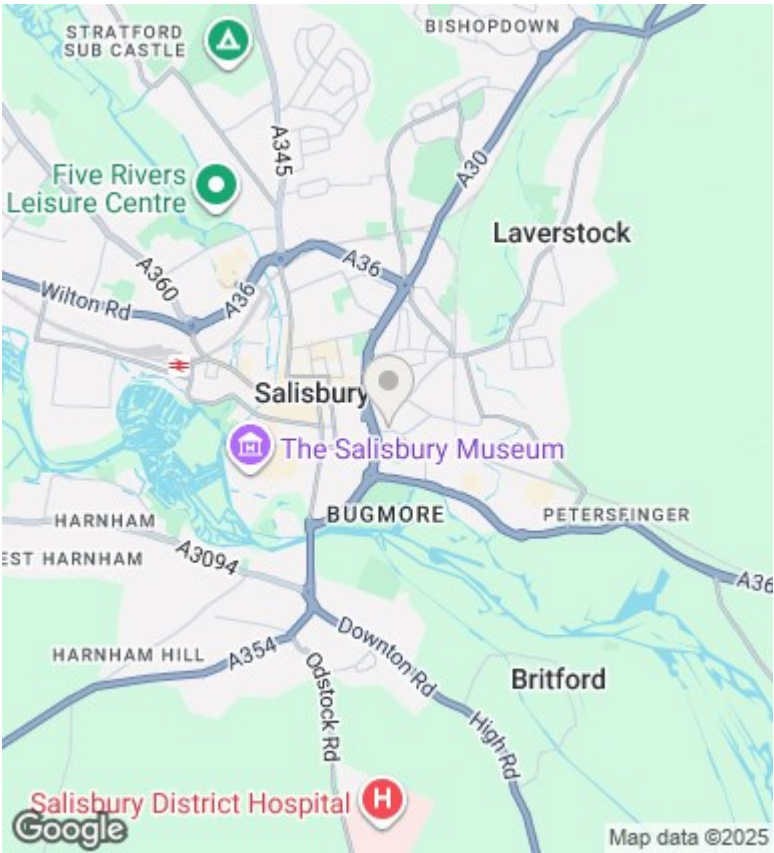 STRATFORD
SUB CASTLE
BISHOPDOWN
A345
A30
Five Rivers
Leisure Centre
Laverstock
A360
A36
A36
Wilton Rd
Salisbury
The Salisbury Museum
BUGMORE
PETERSFINGER
HARNHAM
EST HARNHAM
A3094
A36
HARNHAM HILL
A354
Downton Rd
Odstock Rd
Britford
High Rd
Salisbury District Hospital
H
Google
Map data ©2025